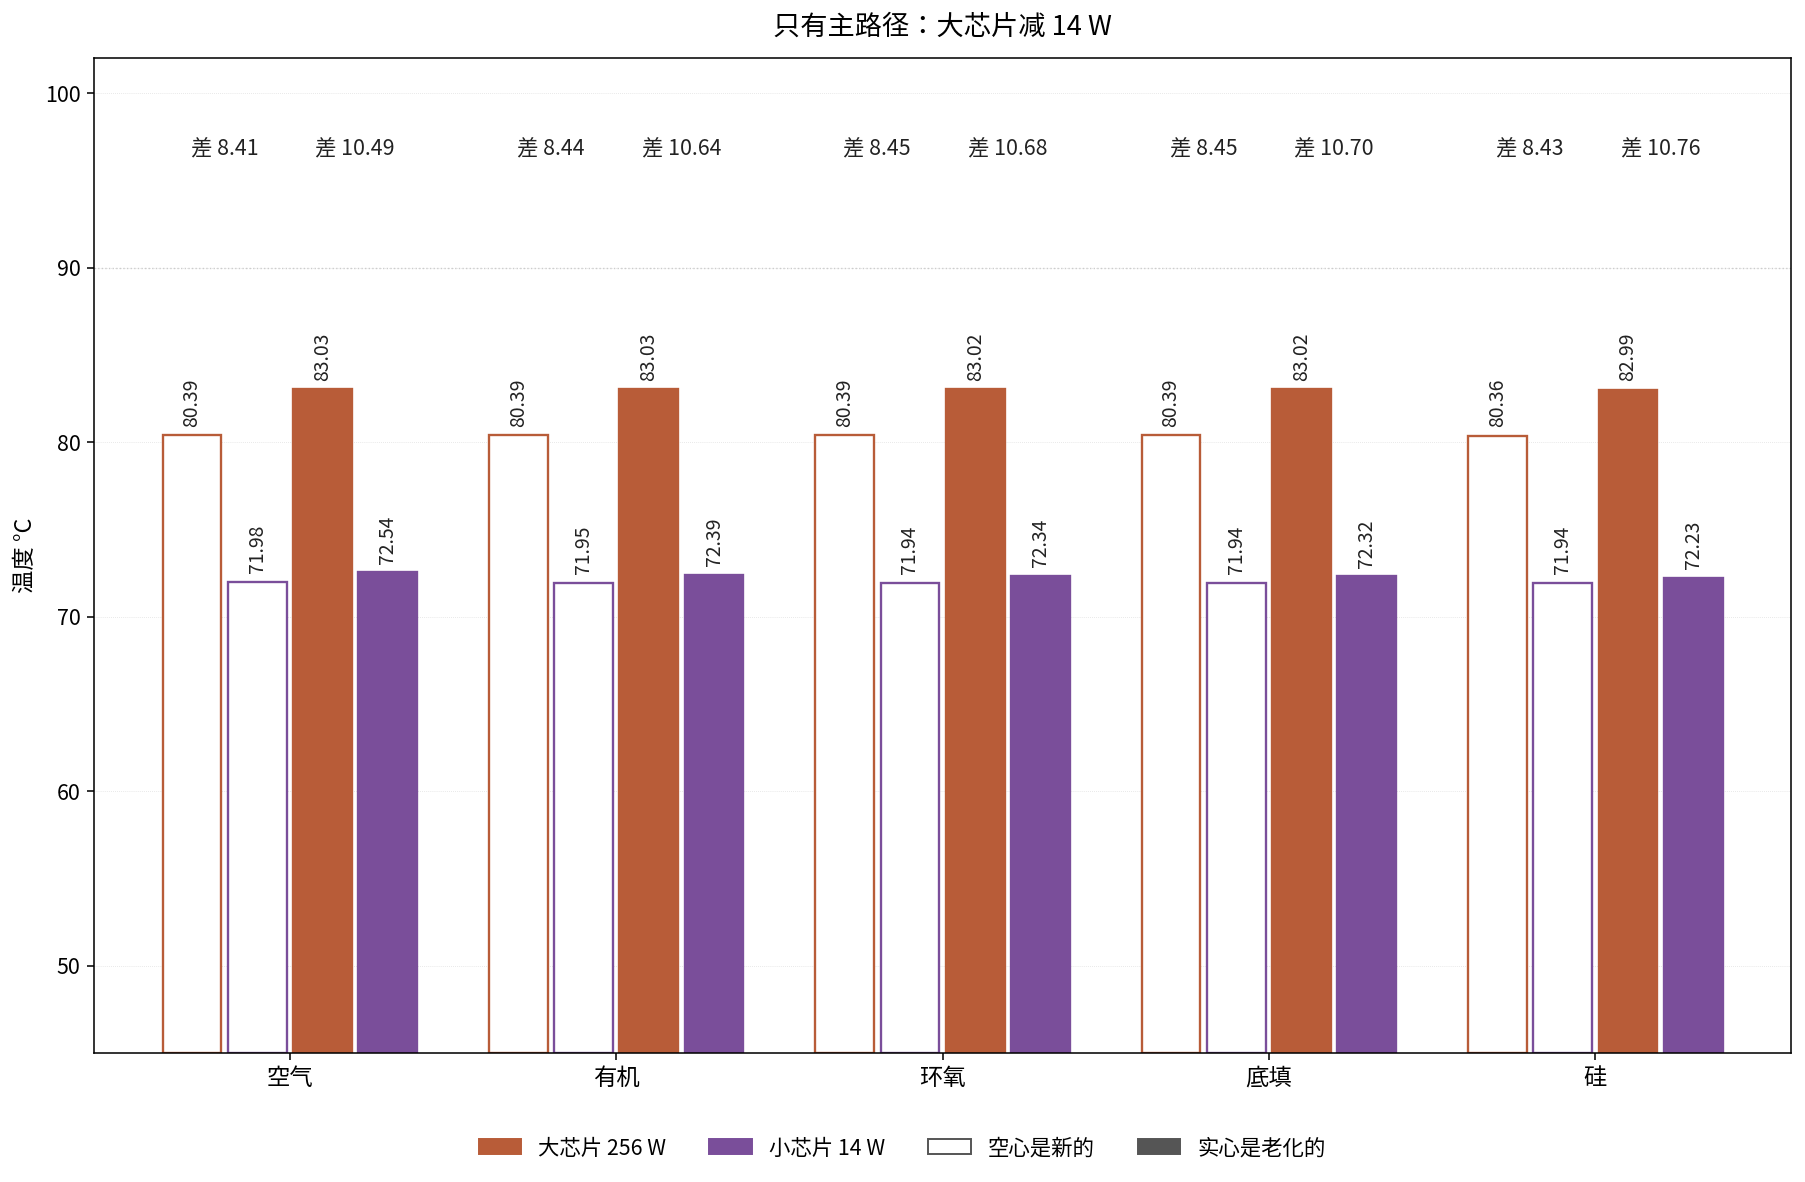 只有主路径：大芯片减 14 W
温度 °C
100
90
80
70
60
50
差 8.41
差 10.49
差 8.44
差 10.64
差 8.45
差 10.68
差 8.45
差 10.70
差 8.43
差 10.76
80.39
71.98
83.03
72.54
80.39
71.95
83.03
72.39
80.39
71.94
83.02
72.34
80.39
71.94
83.02
72.32
80.36
71.94
82.99
72.23
空气
有机
环氧
底填
硅
大芯片 256 W
小芯片 14 W
空心是新的
实心是老化的